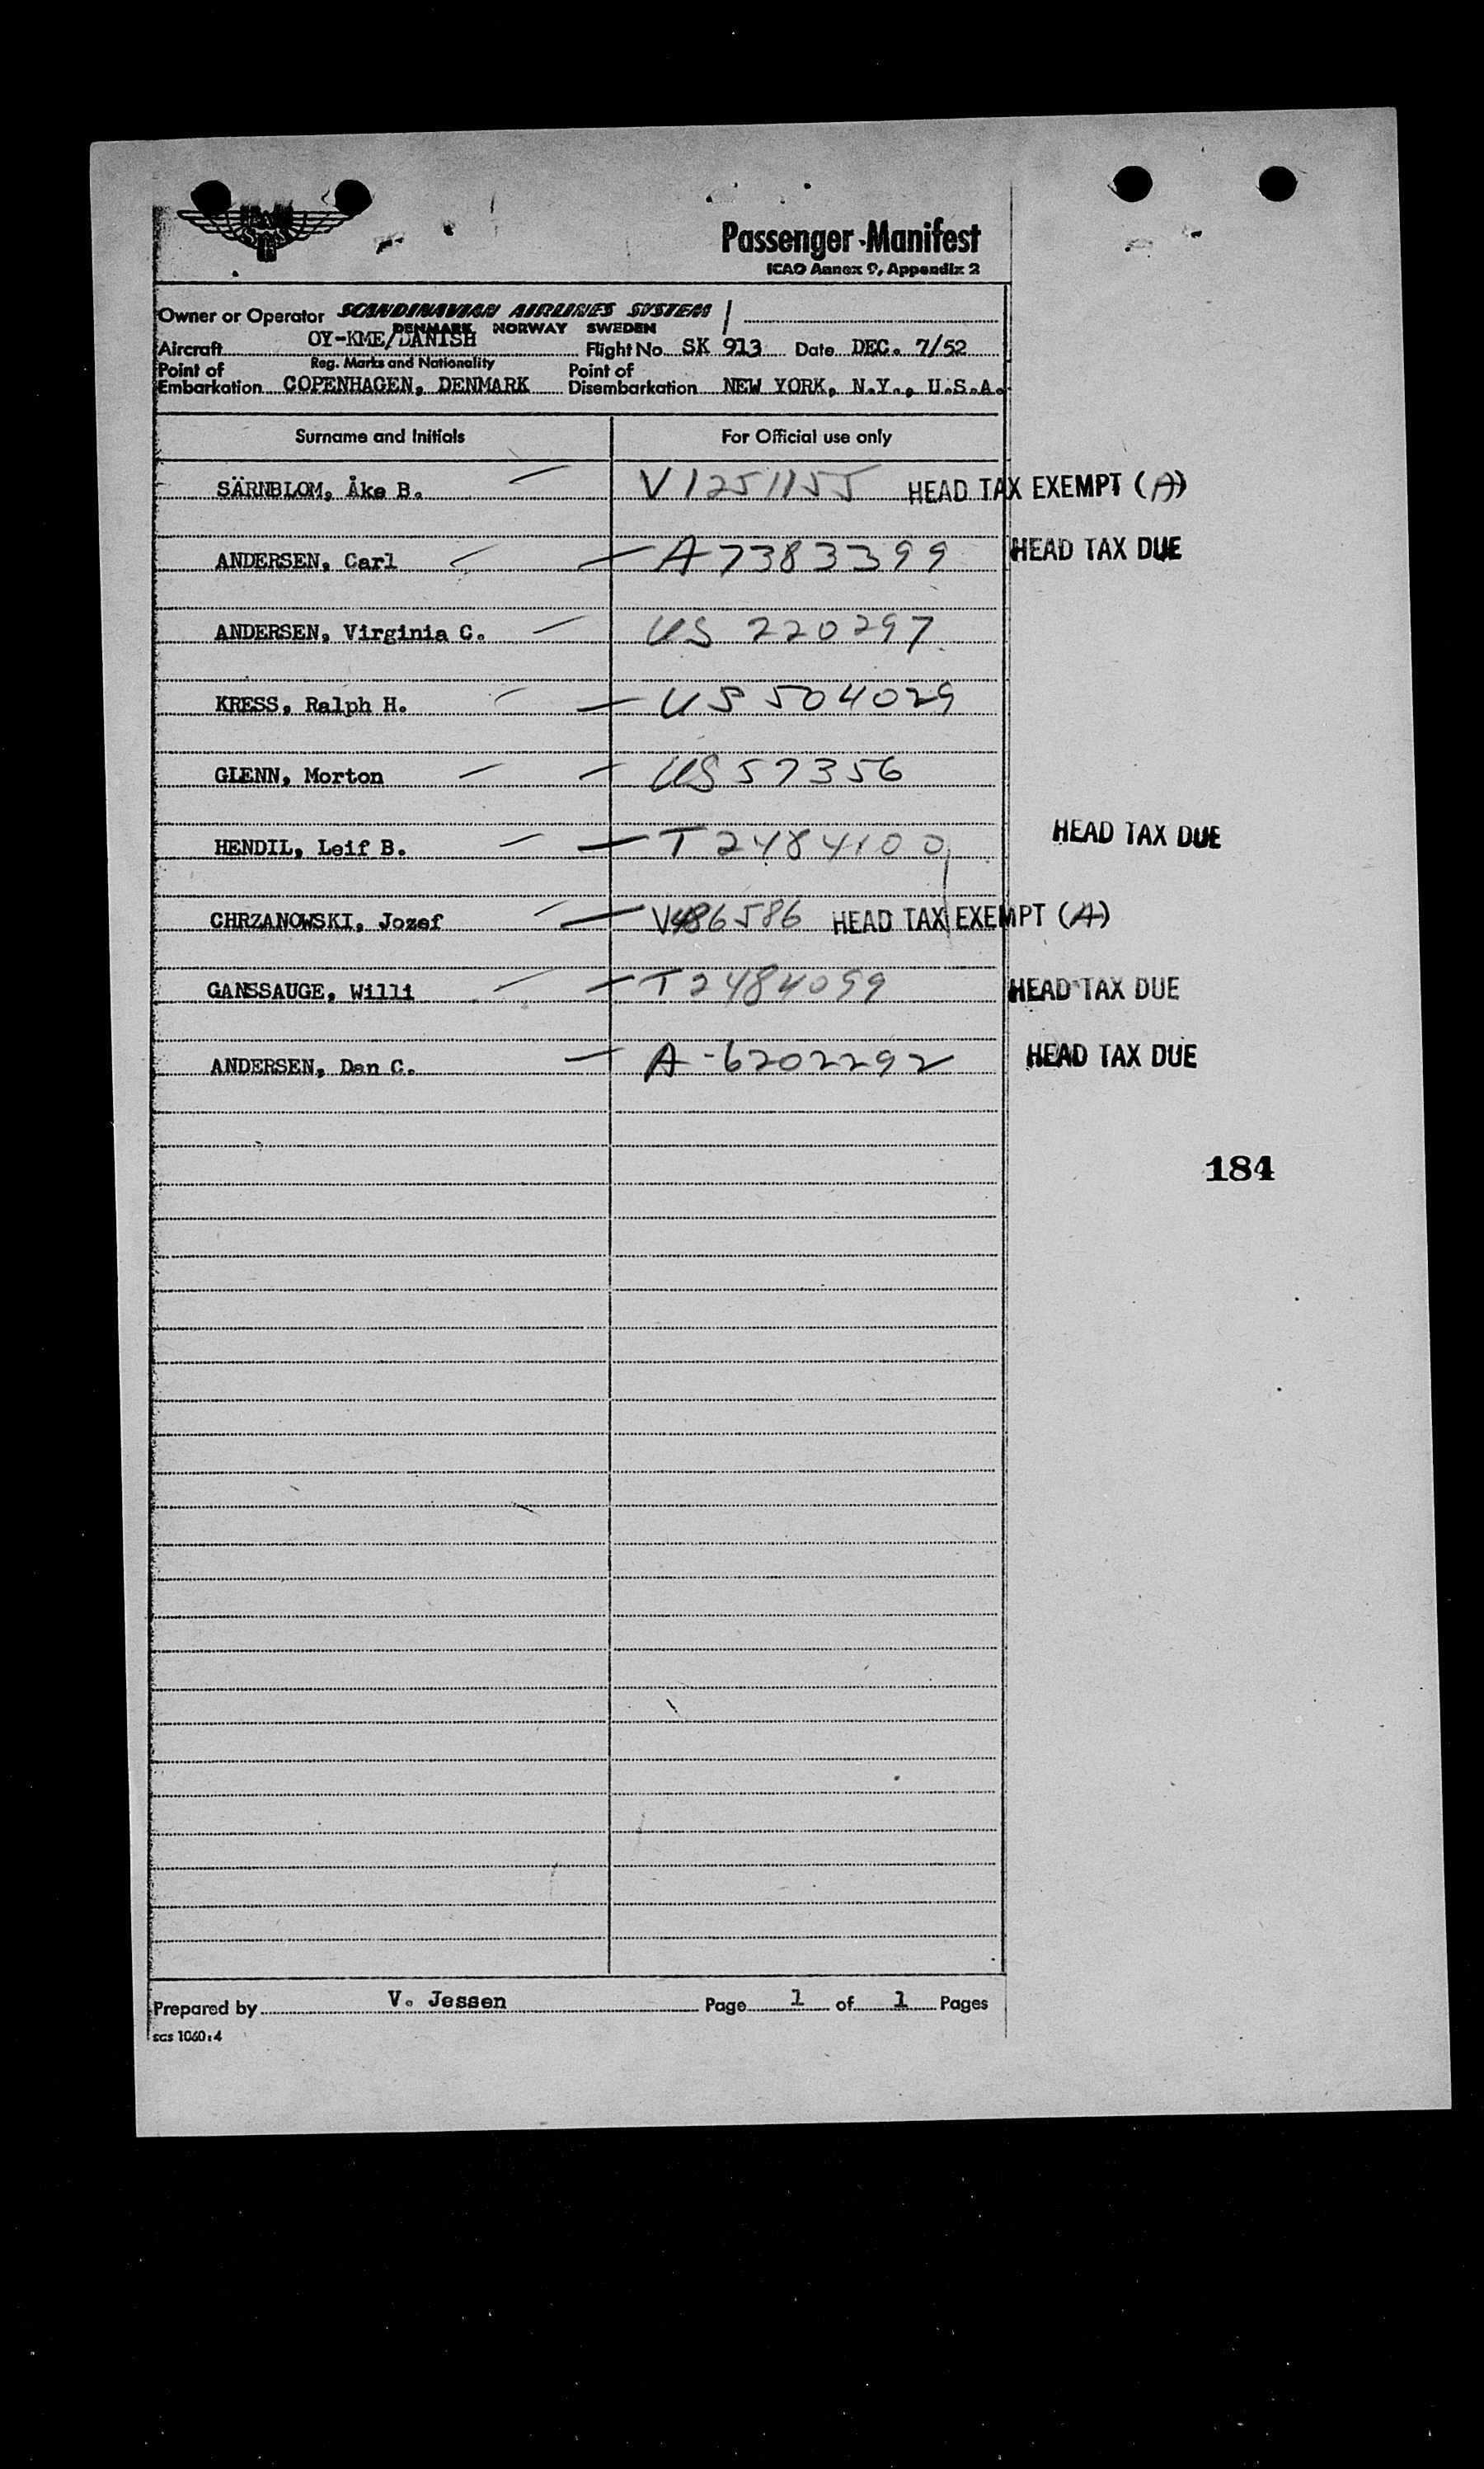 SAS
Passenger Manifest
ICAO Annex 9, Appendix 2
Owner or Operator SCANDINAVIAN AIRLINES SYSTEM
DENMARK NORWAY SWEDEN
Aircraft OY-KME/DANISH Flight No. SK 913 Date DEC. 7/52
Reg. Marks and Nationality
Point of Embarkation COPENHAGEN, DENMARK Point of Disembarkation NEW YORK, N.Y., U.S.A.
Surname and Initials For Official use only
SÄRNBLOM, Åke B. V1251155 HEAD TAX EXEMPT (A)
ANDERSEN, Carl A7383399 HEAD TAX DUE
ANDERSEN, Virginia C. US 220297
KRESS, Ralph H. US 504029
GLENN, Morton US 57356
HENDIL, Leif B. T2484100 HEAD TAX DUE
CHRZANOWSKI, Jozef V486586 HEAD TAX EXEMPT (A)
GANSSAUGE, Willi T2484099 HEAD TAX DUE
ANDERSEN, Dan C. A-6202292 HEAD TAX DUE
184
Prepared by V. Jessen Page 1 of 1 Pages
SGS 1060:4